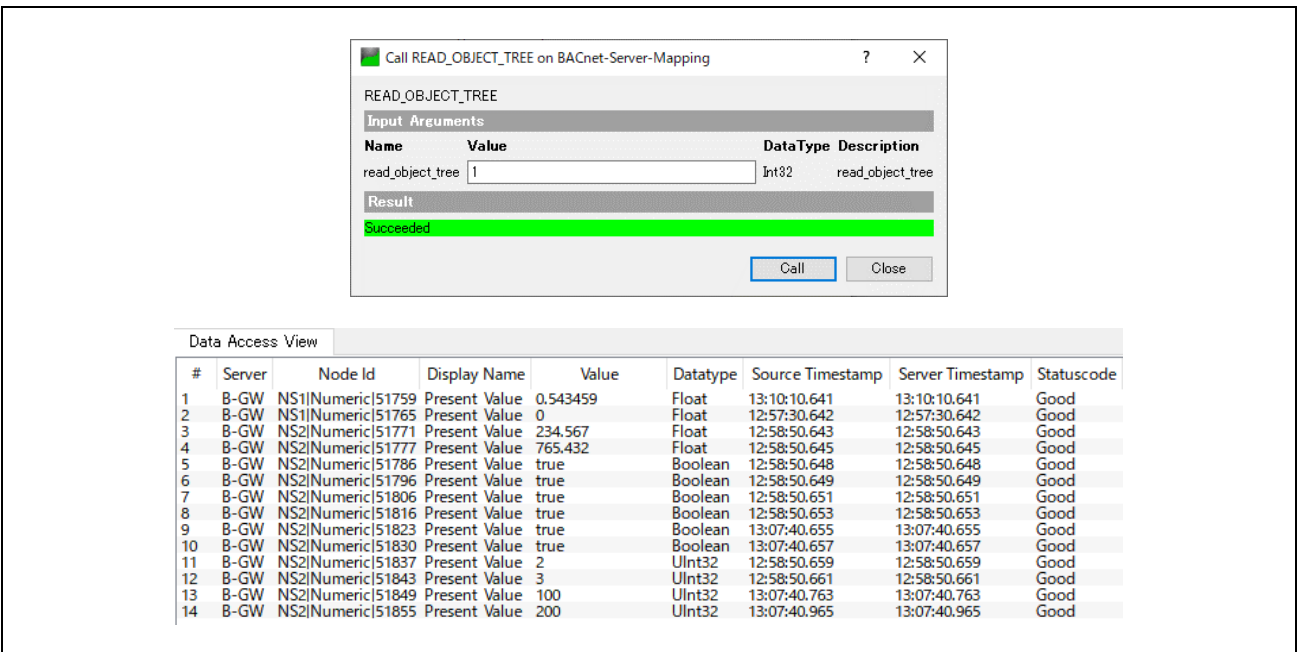 Call READ_OBJECT_TREE on BACnet-Server-Mapping ? ×
READ_OBJECT_TREE
Input Arguments
Name Value DataType Description
read_object_tree 1 Int32 read_object_tree
Result
Succeeded
Call Close
Data Access View
# Server Node Id Display Name Value Datatype Source Timestamp Server Timestamp Statuscode
1 B-GW NS1|Numeric|51759 Present Value 0.543459 Float 13:10:10.641 13:10:10.641 Good
2 B-GW NS1|Numeric|51765 Present Value 0 Float 12:57:30.642 12:57:30.642 Good
3 B-GW NS2|Numeric|51771 Present Value 234.567 Float 12:58:50.643 12:58:50.643 Good
4 B-GW NS2|Numeric|51777 Present Value 765.432 Float 12:58:50.645 12:58:50.645 Good
5 B-GW NS2|Numeric|51786 Present Value true Boolean 12:58:50.648 12:58:50.648 Good
6 B-GW NS2|Numeric|51796 Present Value true Boolean 12:58:50.649 12:58:50.649 Good
7 B-GW NS2|Numeric|51806 Present Value true Boolean 12:58:50.651 12:58:50.651 Good
8 B-GW NS2|Numeric|51816 Present Value true Boolean 12:58:50.653 12:58:50.653 Good
9 B-GW NS2|Numeric|51823 Present Value true Boolean 13:07:40.655 13:07:40.655 Good
10 B-GW NS2|Numeric|51830 Present Value true Boolean 13:07:40.657 13:07:40.657 Good
11 B-GW NS2|Numeric|51837 Present Value 2 UInt32 12:58:50.659 12:58:50.659 Good
12 B-GW NS2|Numeric|51843 Present Value 3 UInt32 12:58:50.661 12:58:50.661 Good
13 B-GW NS2|Numeric|51849 Present Value 100 UInt32 13:07:40.763 13:07:40.763 Good
14 B-GW NS2|Numeric|51855 Present Value 200 UInt32 13:07:40.965 13:07:40.965 Good